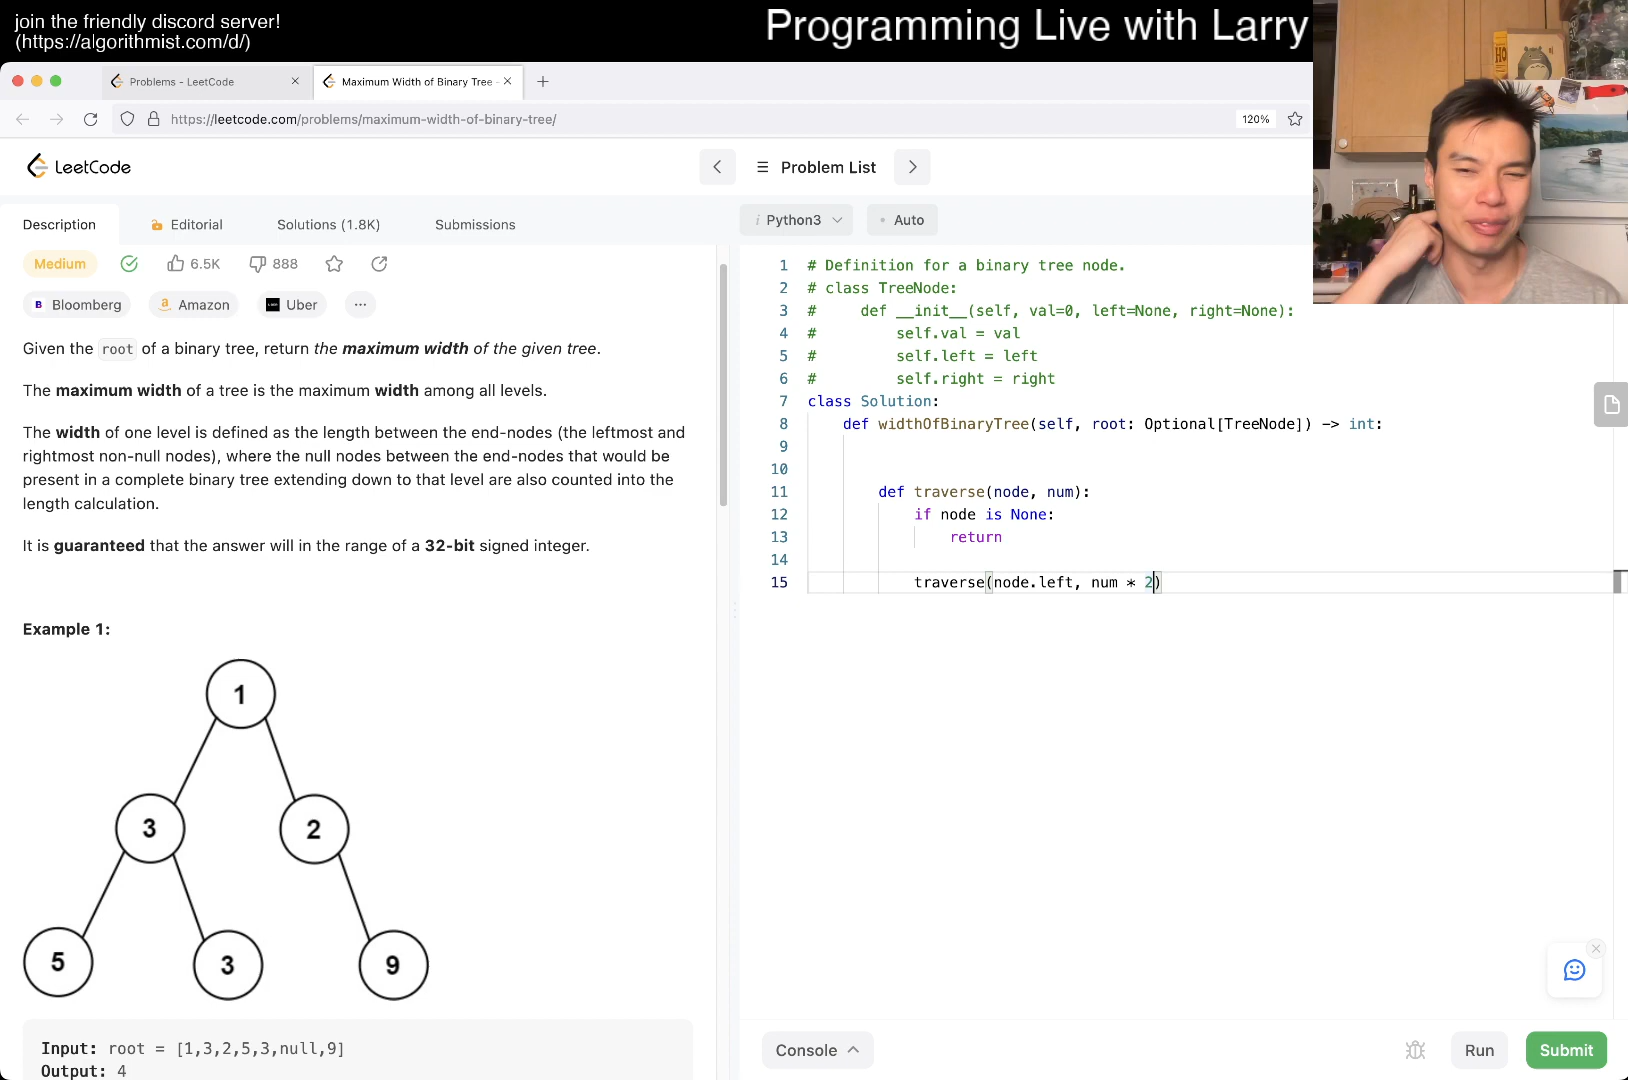 join the friendly discord server!
(https://algorithmist.com/d/)
Programming Live with Larry
Problems - LeetCode
Maximum Width of Binary Tree -
https://leetcode.com/problems/maximum-width-of-binary-tree/
120%
LeetCode
Problem List
Description
Editorial
Solutions (1.8K)
Submissions
Python3
Auto
Medium
6.5K
888
B Bloomberg
a Amazon
Uber
...
Given the root of a binary tree, return the maximum width of the given tree.
The maximum width of a tree is the maximum width among all levels.
The width of one level is defined as the length between the end-nodes (the leftmost and
rightmost non-null nodes), where the null nodes between the end-nodes that would be
present in a complete binary tree extending down to that level are also counted into the
length calculation.
It is guaranteed that the answer will in the range of a 32-bit signed integer.
Example 1:
1
3
2
5
3
9
Input: root = [1,3,2,5,3,null,9]
Output: 4
1 # Definition for a binary tree node.
2 # class TreeNode:
3 #     def __init__(self, val=0, left=None, right=None):
4 #         self.val = val
5 #         self.left = left
6 #         self.right = right
7 class Solution:
8     def widthOfBinaryTree(self, root: Optional[TreeNode]) -> int:
9
10
11         def traverse(node, num):
12             if node is None:
13                 return
14
15             traverse(node.left, num * 2)
Console
Run
Submit
HO